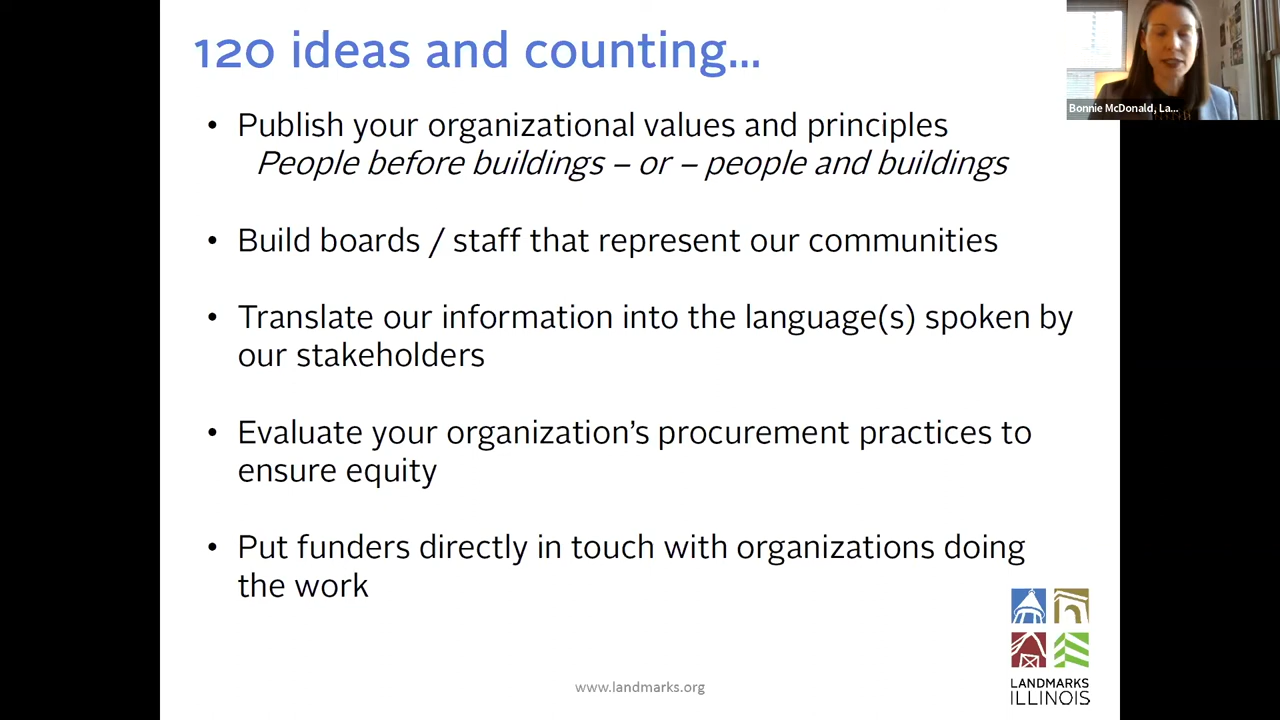 120 ideas and counting...
Bonnie McDonald, La...
• Publish your organizational values and principles
People before buildings – or – people and buildings
• Build boards / staff that represent our communities
• Translate our information into the language(s) spoken by
our stakeholders
• Evaluate your organization’s procurement practices to
ensure equity
• Put funders directly in touch with organizations doing
the work
LANDMARKS
ILLINOIS
www.landmarks.org